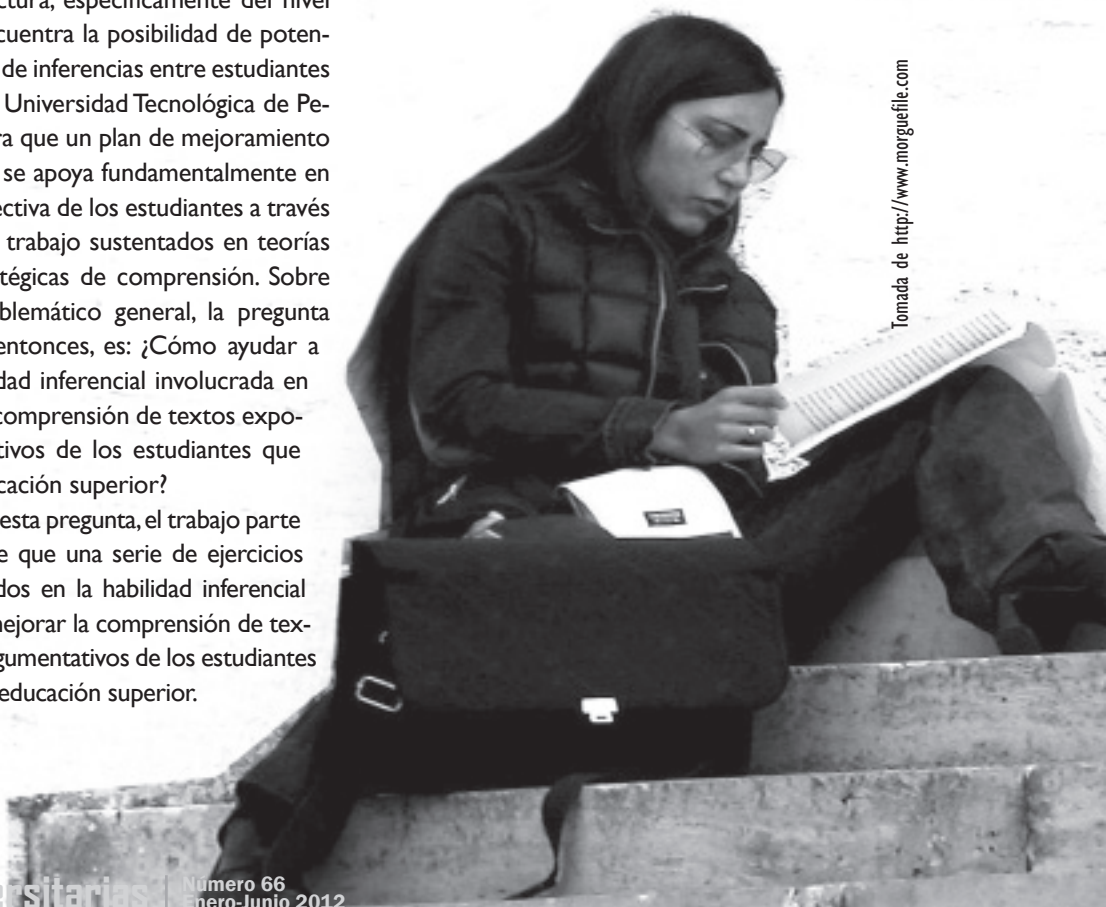 ctura, específicamente del nivel
cuentra la posibilidad de poten-
de inferencias entre estudiantes
Universidad Tecnológica de Pe-
ra que un plan de mejoramiento
se apoya fundamentalmente en
ectiva de los estudiantes a través
trabajo sustentados en teorías
tégicas de comprensión. Sobre
blemático general, la pregunta
entonces, es: ¿Cómo ayudar a
dad inferencial involucrada en
comprensión de textos expo-
tivos de los estudiantes que
cación superior?
esta pregunta, el trabajo parte
e que una serie de ejercicios
dos en la habilidad inferencial
mejorar la comprensión de tex-
gumentativos de los estudiantes
educación superior.
Tomada de http://www.morguefile.com
ersitarias
Número 66
Enero-Junio 2012